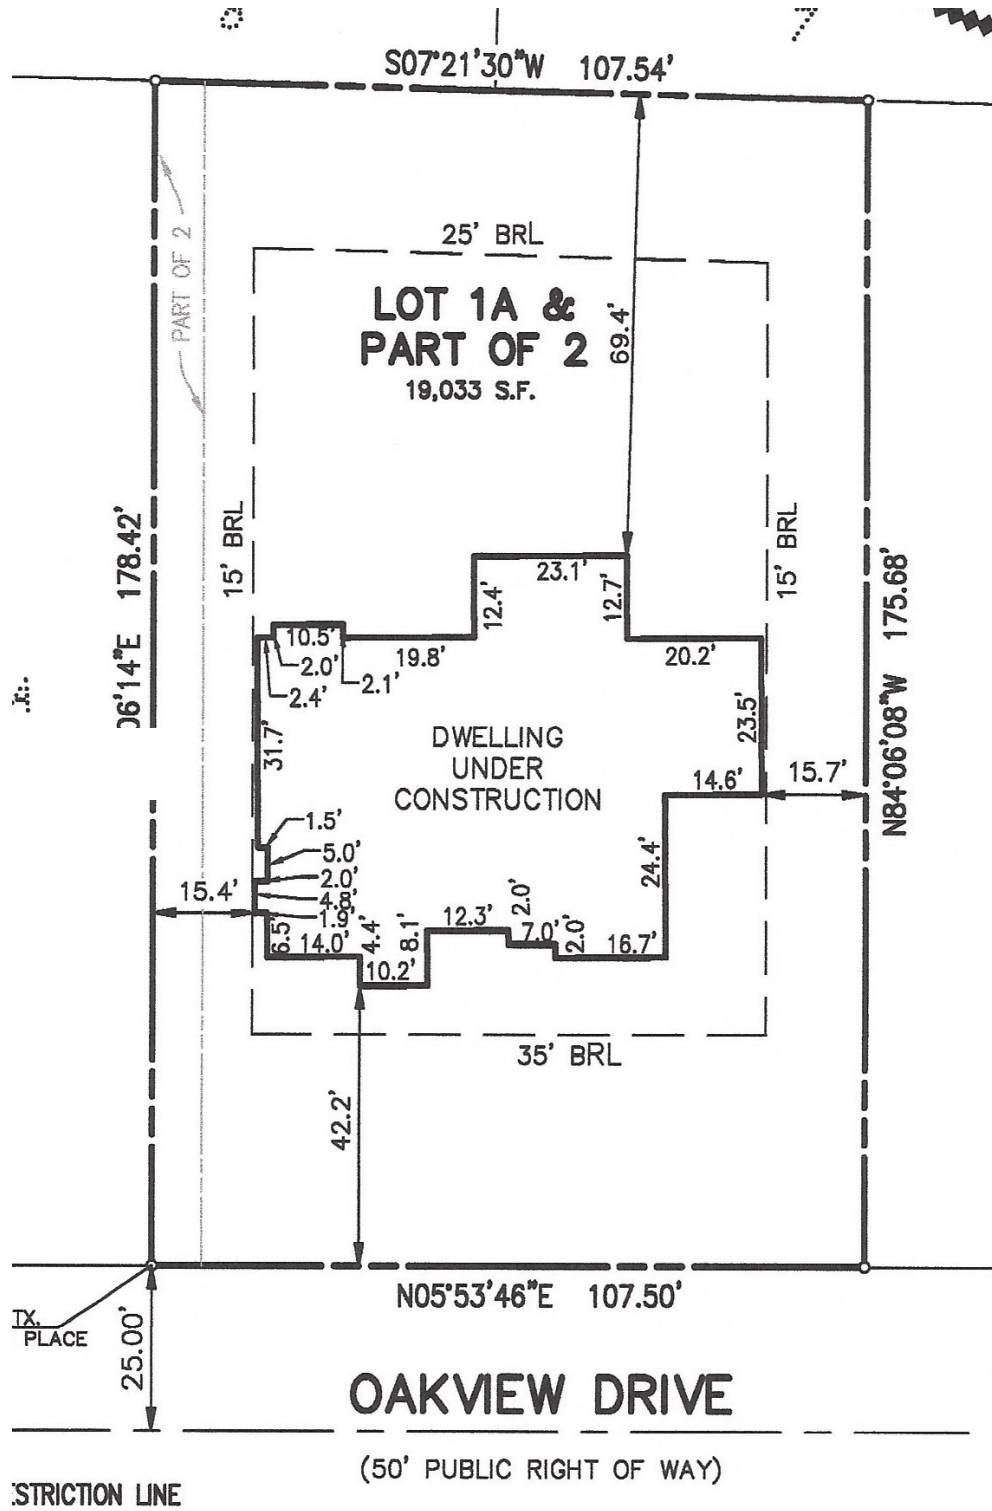 S07°21'30"W 107.54'
25' BRL
PART OF 2
LOT 1A &
PART OF 2
19,033 S.F.
69.4'
15' BRL
15' BRL
06'14"E 178.42'
N84°06'08"W 175.68'
23.1'
12.4'
12.7'
10.5'
19.8'
20.2'
2.0'
2.1'
2.4'
31.7'
23.5'
DWELLING
UNDER
CONSTRUCTION
14.6'
15.7'
1.5'
5.0'
2.0'
4.8'
1.9'
15.4'
24.4'
6.5'
14.0'
4.4'
8.1'
12.3'
2.0'
7.0'
2.0'
16.7'
10.2'
35' BRL
42.2'
N05°53'46"E 107.50'
TX.
PLACE
25.00'
OAKVIEW DRIVE
(50' PUBLIC RIGHT OF WAY)
ESTRICTION LINE